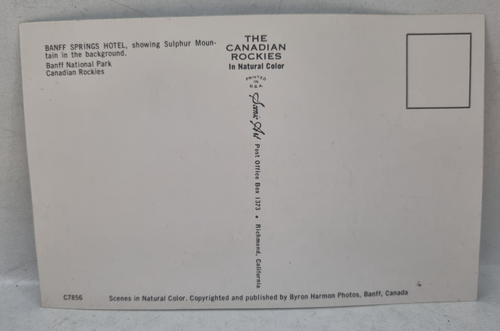 BANFF SPRINGS HOTEL, showing Sulphur Moun-
tain in the background.
Banff National Park
Canadian Rockies
THE
CANADIAN
ROCKIES
In Natural Color
PRINTED
IN
U.S.A.
Scenic Art Post Office Box 1373 • Richmond, California
C7856
Scenes in Natural Color. Copyrighted and published by Byron Harmon Photos, Banff, Canada